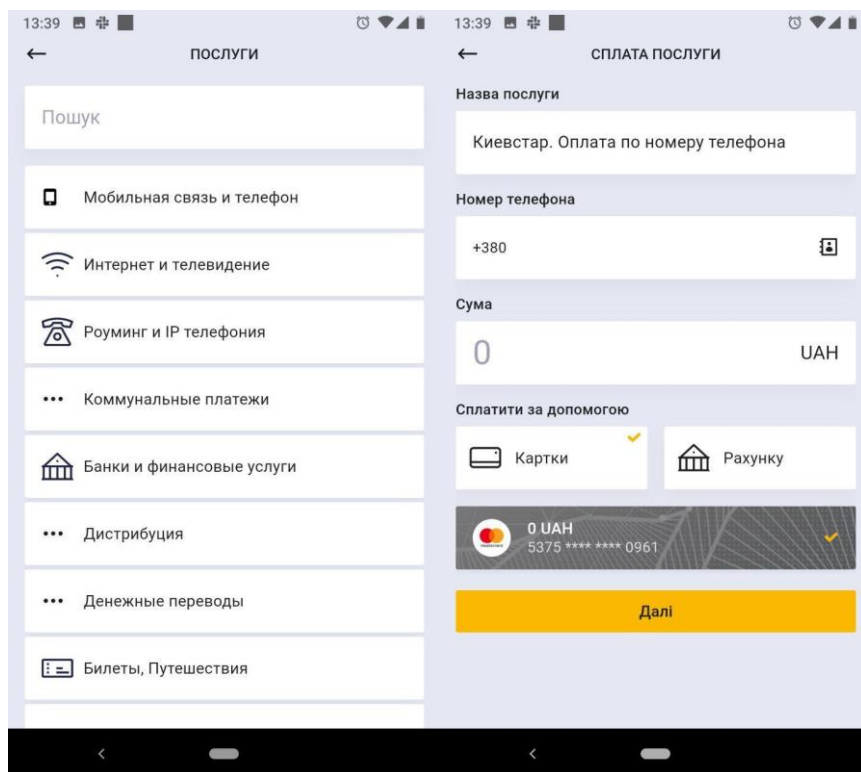 13:39
ПОСЛУГИ
Пошук
Мобильная связь и телефон
Интернет и телевидение
Роуминг и IP телефония
Коммунальные платежи
Банки и финансовые услуги
Дистрибуция
Денежные переводы
Билеты, Путешествия
13:39
СПЛАТА ПОСЛУГИ
Назва послуги
Киевстар. Оплата по номеру телефона
Номер телефона
+380
Сума
0 UAH
Сплатити за допомогою
Картки
Рахунку
0 UAH
5375 **** **** 0961
Далі